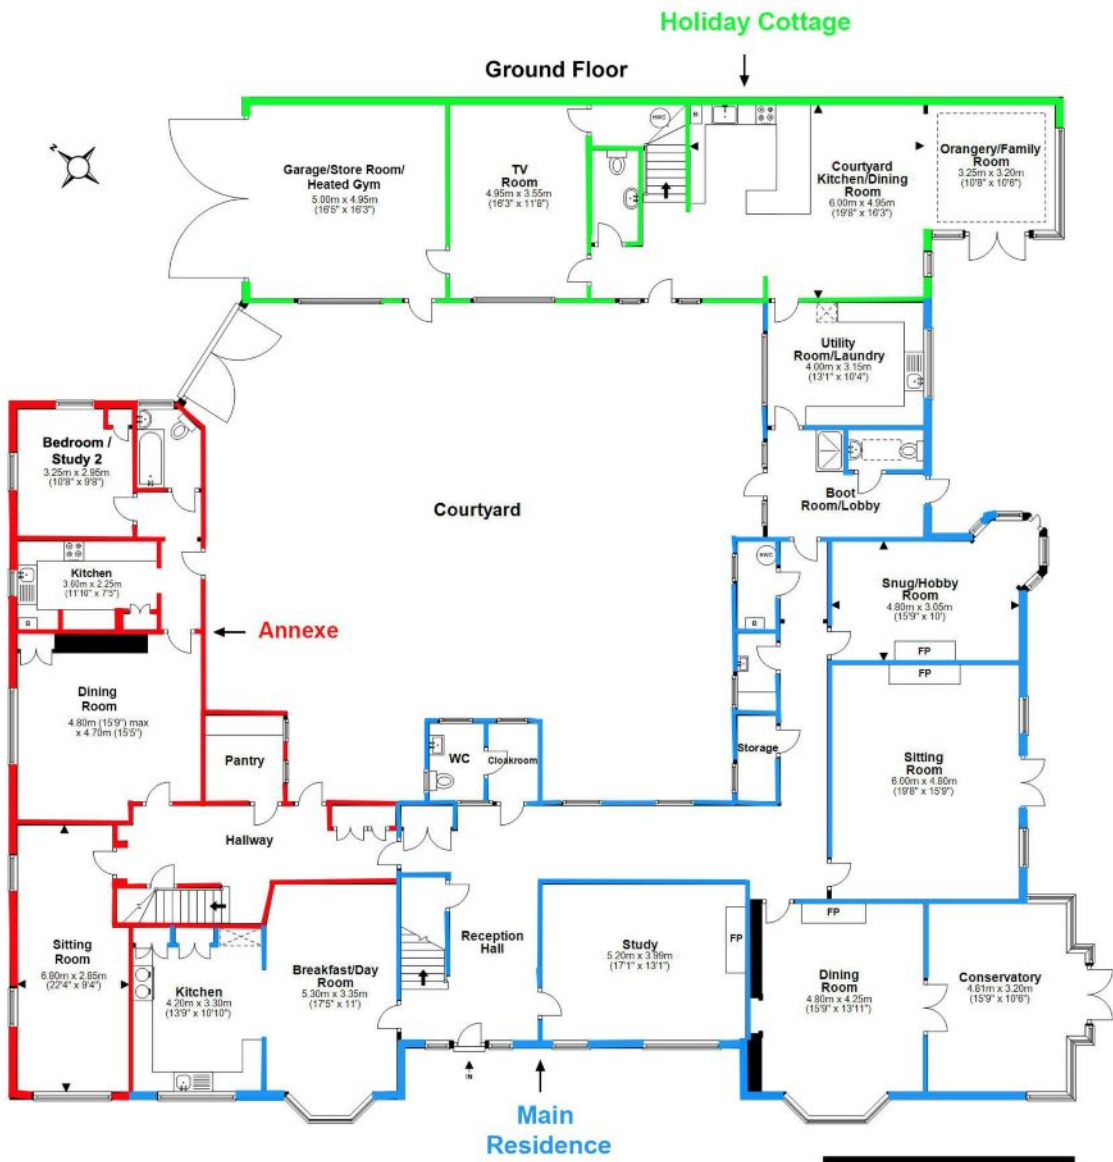 Holiday Cottage
Ground Floor
N
Garage/Store Room/
Heated Gym
5.00m x 4.95m
(16'5" x 16'3")
TV
Room
4.95m x 3.55m
(16'3" x 11'8")
HWC
B
Courtyard
Kitchen/Dining
Room
6.00m x 4.95m
(19'8" x 16'3")
Orangery/Family
Room
3.25m x 3.20m
(10'8" x 10'6")
Utility
Room/Laundry
4.00m x 3.15m
(13'1" x 10'4")
Bedroom /
Study 2
3.25m x 2.95m
(10'8" x 9'8")
Courtyard
Boot
Room/Lobby
HWC
B
Kitchen
3.60m x 2.25m
(11'10" x 7'5")
B
Snug/Hobby
Room
4.80m x 3.05m
(15'9" x 10')
FP
FP
Annexe
Dining
Room
4.80m (15'9") max
x 4.70m (15'5")
Pantry
WC
Cloakroom
Storage
Sitting
Room
6.00m x 4.80m
(19'8" x 15'9")
Hallway
Sitting
Room
6.80m x 2.85m
(22'4" x 9'4")
Kitchen
4.20m x 3.30m
(13'9" x 10'10")
Breakfast/Day
Room
5.30m x 3.35m
(17'5" x 11')
Reception
Hall
Study
5.20m x 3.99m
(17'1" x 13'1")
FP
FP
Dining
Room
4.80m x 4.25m
(15'9" x 13'11")
Conservatory
4.81m x 3.20m
(15'9" x 10'6")
IN
Main
Residence